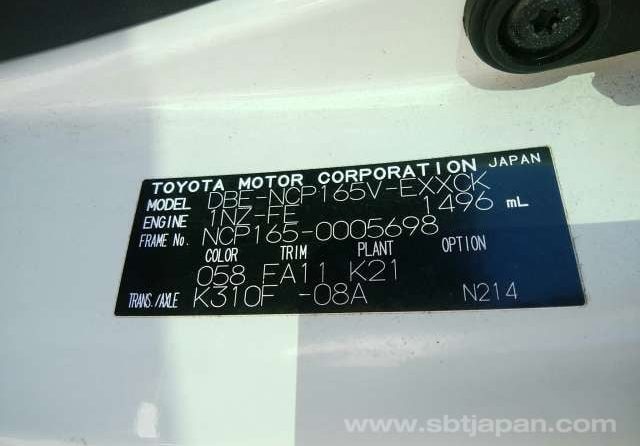 TOYOTA MOTOR CORPORATION JAPAN
MODEL DBE-NCP165V-EXXCK
ENGINE 1NZ-FE 1496 mL
FRAME No. NCP165-0005698
COLOR TRIM PLANT OPTION
058 FA11 K21
TRANS./AXLE K310F -08A N214
www.sbtjapan.com